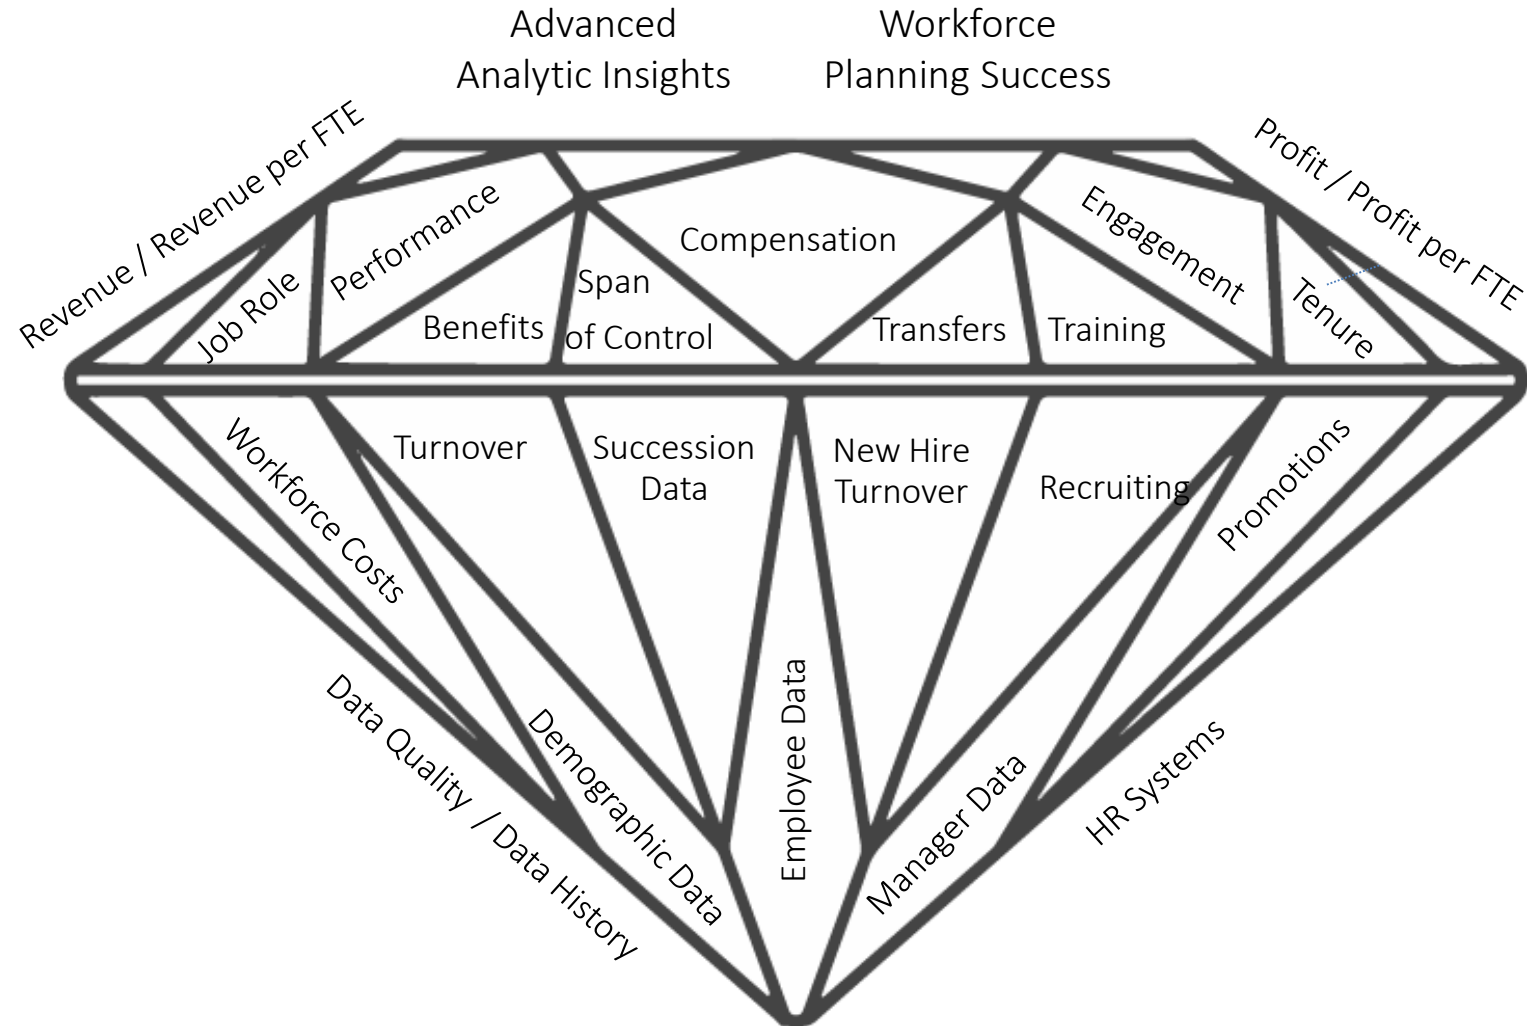 Advanced
Analytic Insights
Workforce
Planning Success
Revenue / Revenue per FTE
Profit / Profit per FTE
Job Role
Performance
Benefits
Span
of Control
Compensation
Transfers
Training
Engagement
Tenure
Workforce Costs
Turnover
Succession
Data
New Hire
Turnover
Recruiting
Promotions
Data Quality / Data History
Demographic Data
Employee Data
Manager Data
HR Systems